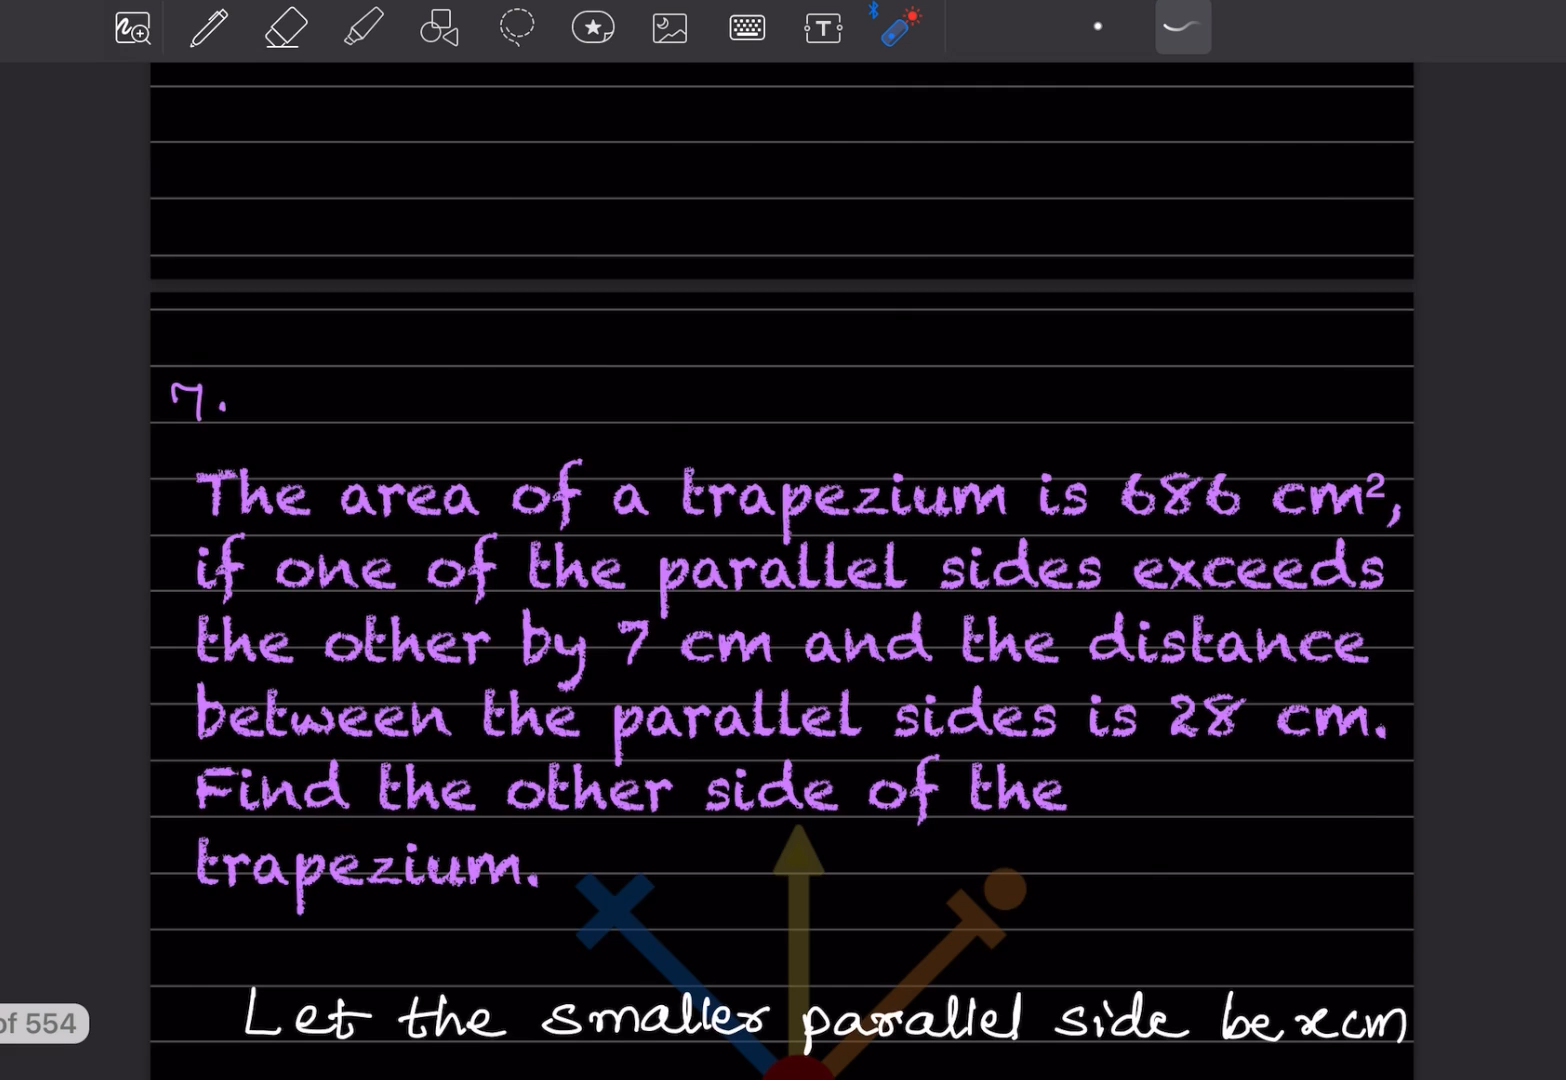 T
7.
The area of a trapezium is 686 cm²,
if one of the parallel sides exceeds
the other by 7 cm and the distance
between the parallel sides is 28 cm.
Find the other side of the
trapezium.
Let the smaller parallel side be xcm
of 554